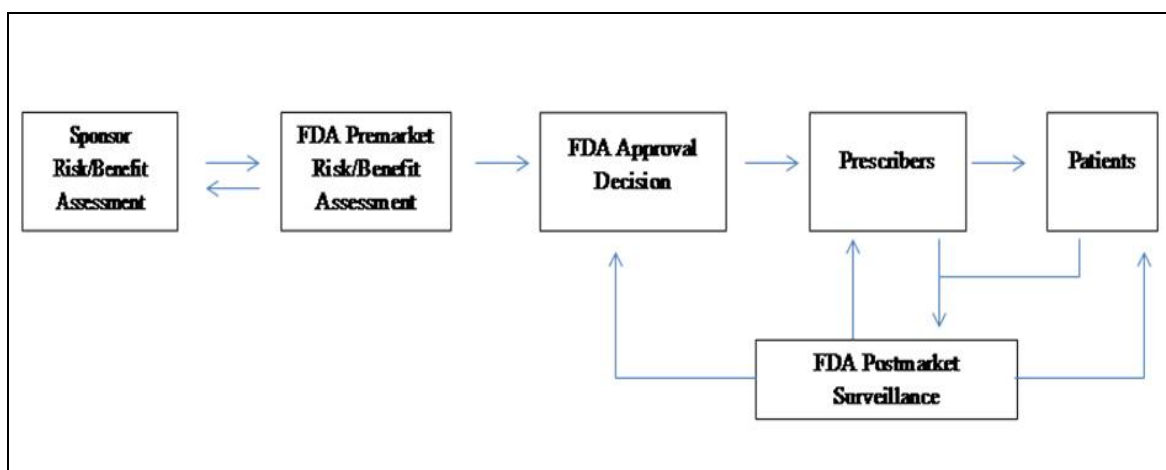 Sponsor
Risk/Benefit
Assessment
FDA Premarket
Risk/Benefit
Assessment
FDA Approval
Decision
Prescribers
Patients
FDA Postmarket
Surveillance